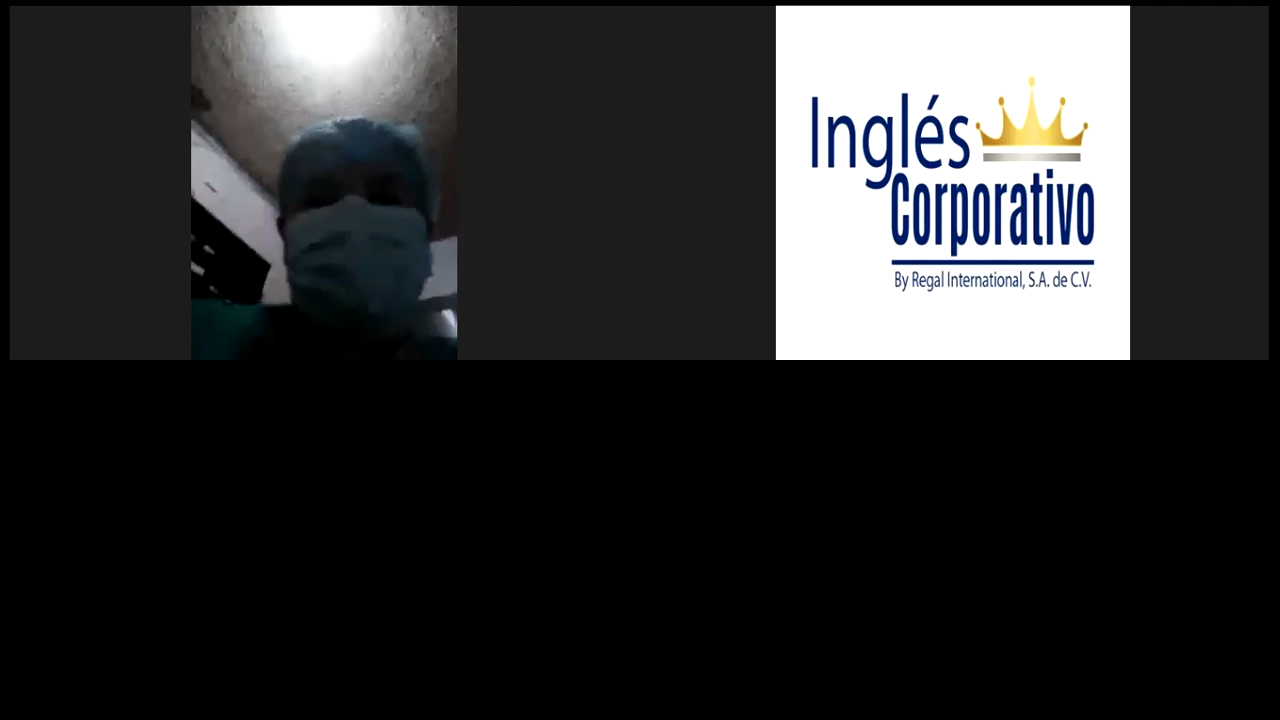 Inglés
Corporativo
By Regal International, S.A. de C.V.